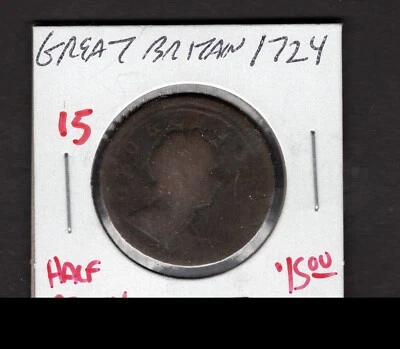 GREAT BRITAIN 1724
15
HALF
$15.00